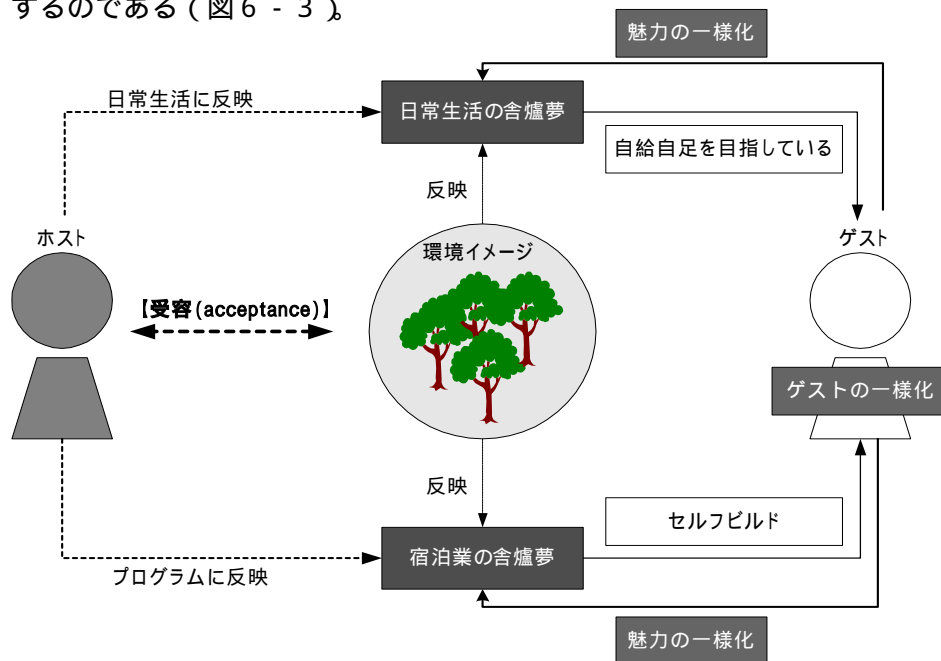 するのである（図６‐３）。
魅力の一様化
日常生活に反映
日常生活の舎爐夢
自給自足を目指している
反映
ホスト
環境イメージ
ゲスト
【受容(acceptance)】
ゲストの一様化
反映
セルフビルド
宿泊業の舎爐夢
プログラムに反映
魅力の一様化